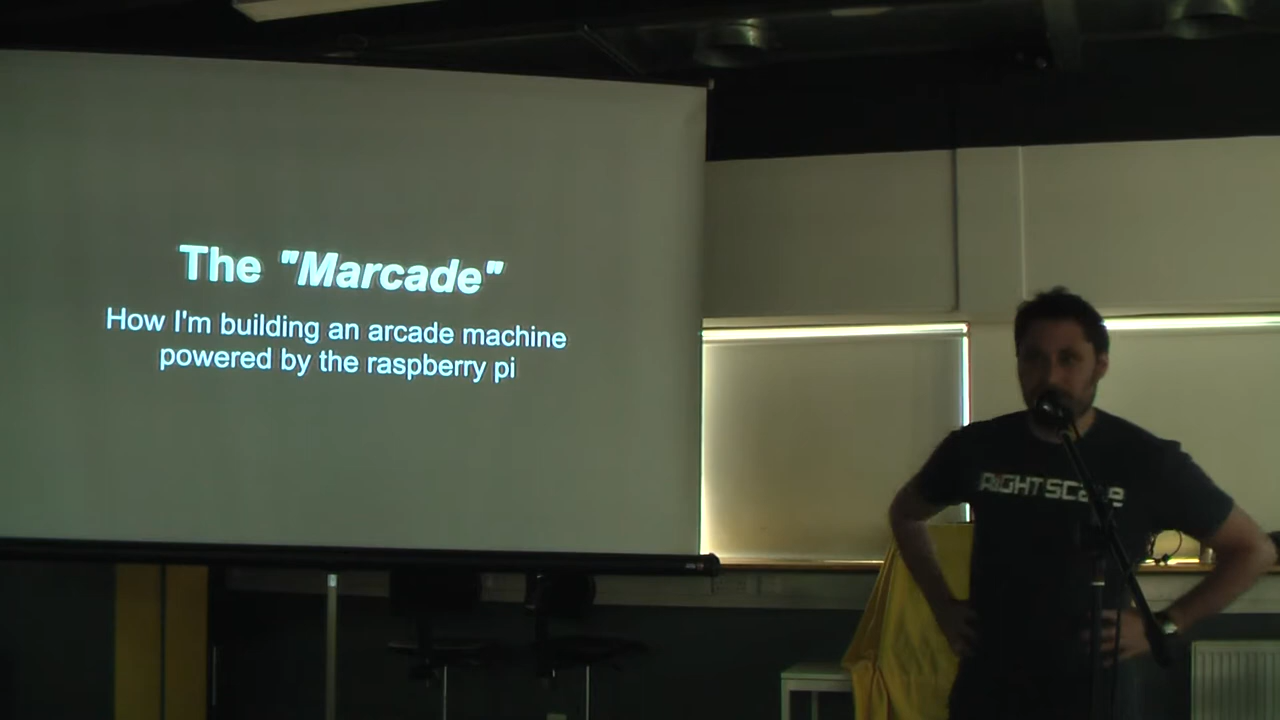 The "Marcade"
How I'm building an arcade machine
powered by the raspberry pi
RIGHTSCALE